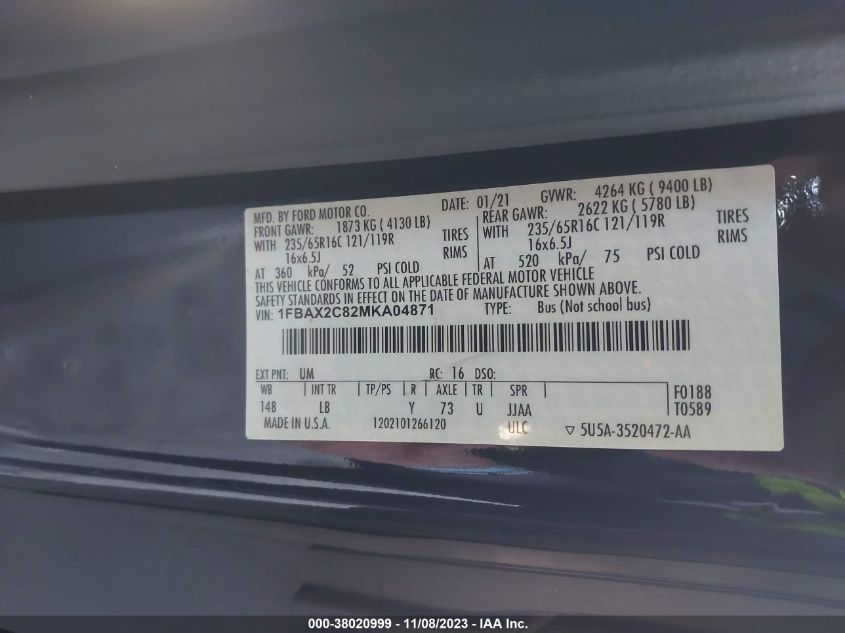 MFD. BY FORD MOTOR CO. DATE: 01/21 GVWR: 4264 KG ( 9400 LB)
FRONT GAWR: 1873 KG ( 4130 LB) REAR GAWR: 2622 KG ( 5780 LB)
WITH 235/65R16C 121/119R TIRES WITH 235/65R16C 121/119R TIRES
16x6.5J RIMS 16x6.5J RIMS
AT 360 kPa/ 52 PSI COLD AT 520 kPa/ 75 PSI COLD
THIS VEHICLE CONFORMS TO ALL APPLICABLE FEDERAL MOTOR VEHICLE
SAFETY STANDARDS IN EFFECT ON THE DATE OF MANUFACTURE SHOWN ABOVE.
VIN: 1FBAX2C82MKA04871 TYPE: Bus (Not school bus)
EXT PNT: UM RC: 16 DSO:
WB | INT TR | TP/PS | R | AXLE | TR | SPR | F0188
148 LB Y 73 U JJAA T0589
MADE IN U.S.A. 1202101266120 ULC ▽ 5U5A-3520472-AA
000-38020999 - 11/08/2023 - IAA Inc.